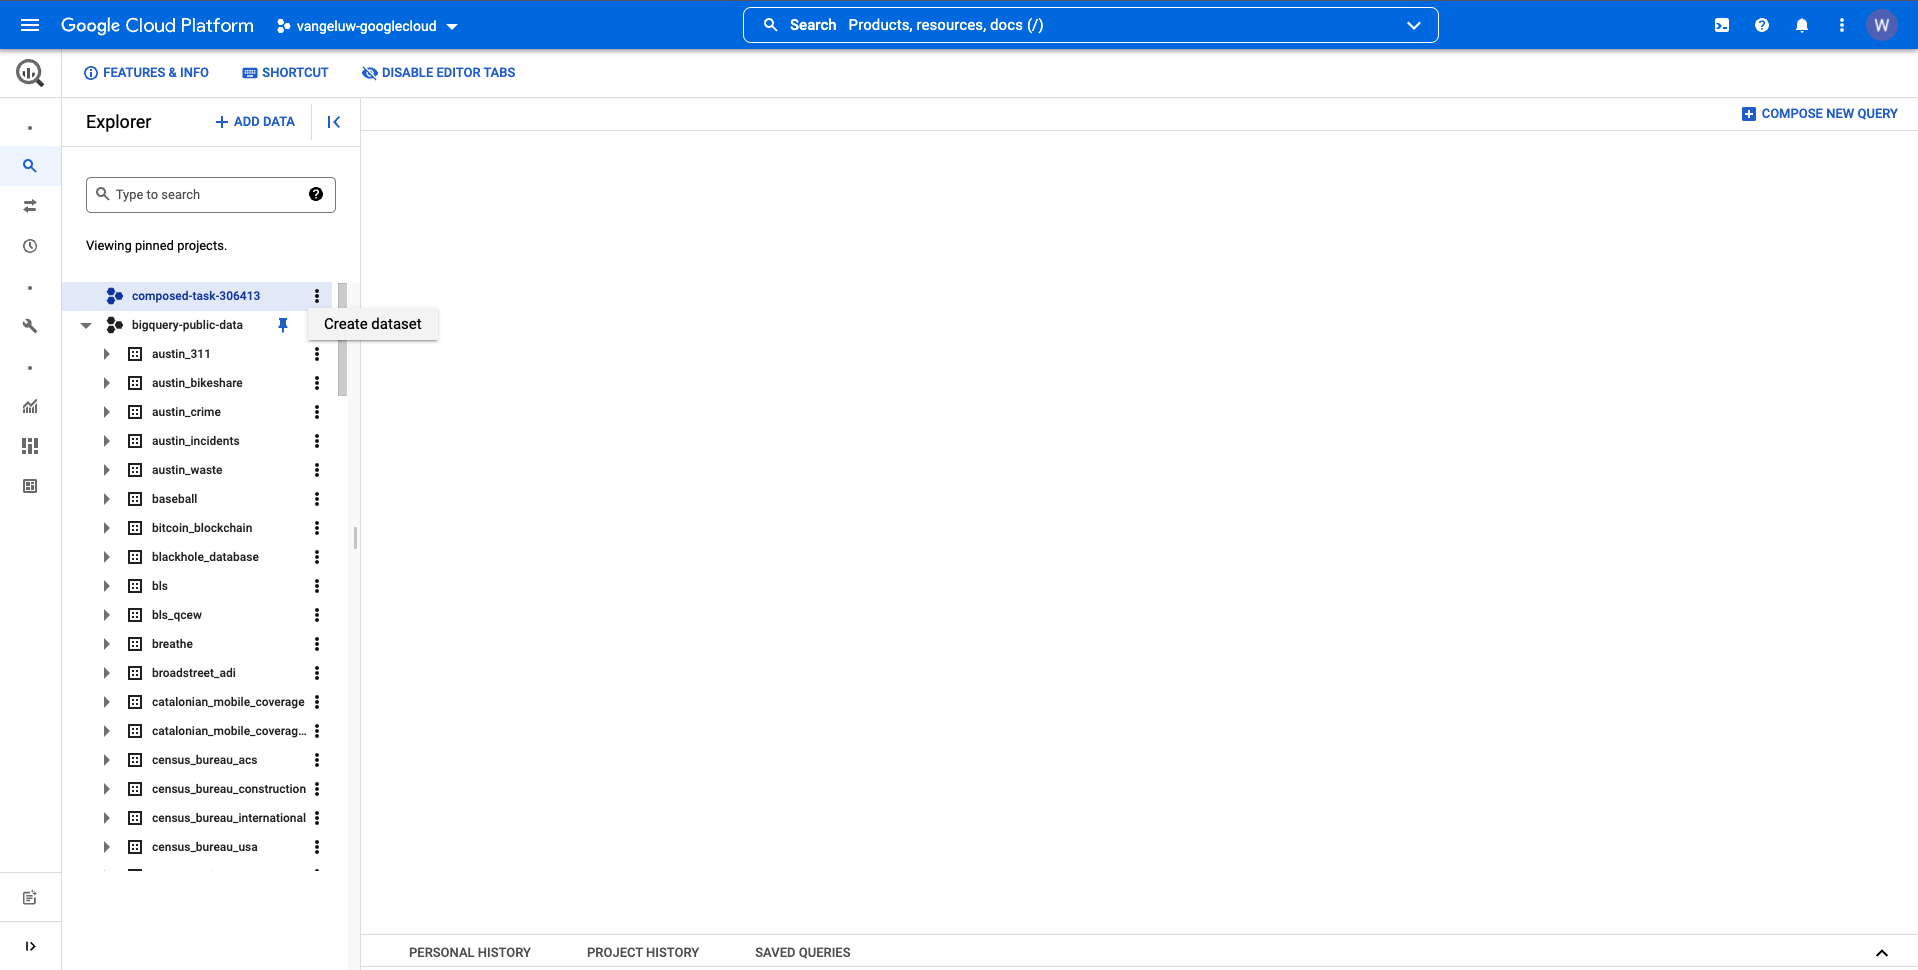 Google Cloud Platform
vangeluw-googlecloud
Search Products, resources, docs (/)
W
FEATURES & INFO
SHORTCUT
DISABLE EDITOR TABS
Explorer
ADD DATA
COMPOSE NEW QUERY
Type to search
Viewing pinned projects.
composed-task-306413
Create dataset
bigquery-public-data
austin_311
austin_bikeshare
austin_crime
austin_incidents
austin_waste
baseball
bitcoin_blockchain
blackhole_database
bls
bls_qcew
breathe
broadstreet_adi
catalonian_mobile_coverage
catalonian_mobile_coverag...
census_bureau_acs
census_bureau_construction
census_bureau_international
census_bureau_usa
PERSONAL HISTORY
PROJECT HISTORY
SAVED QUERIES